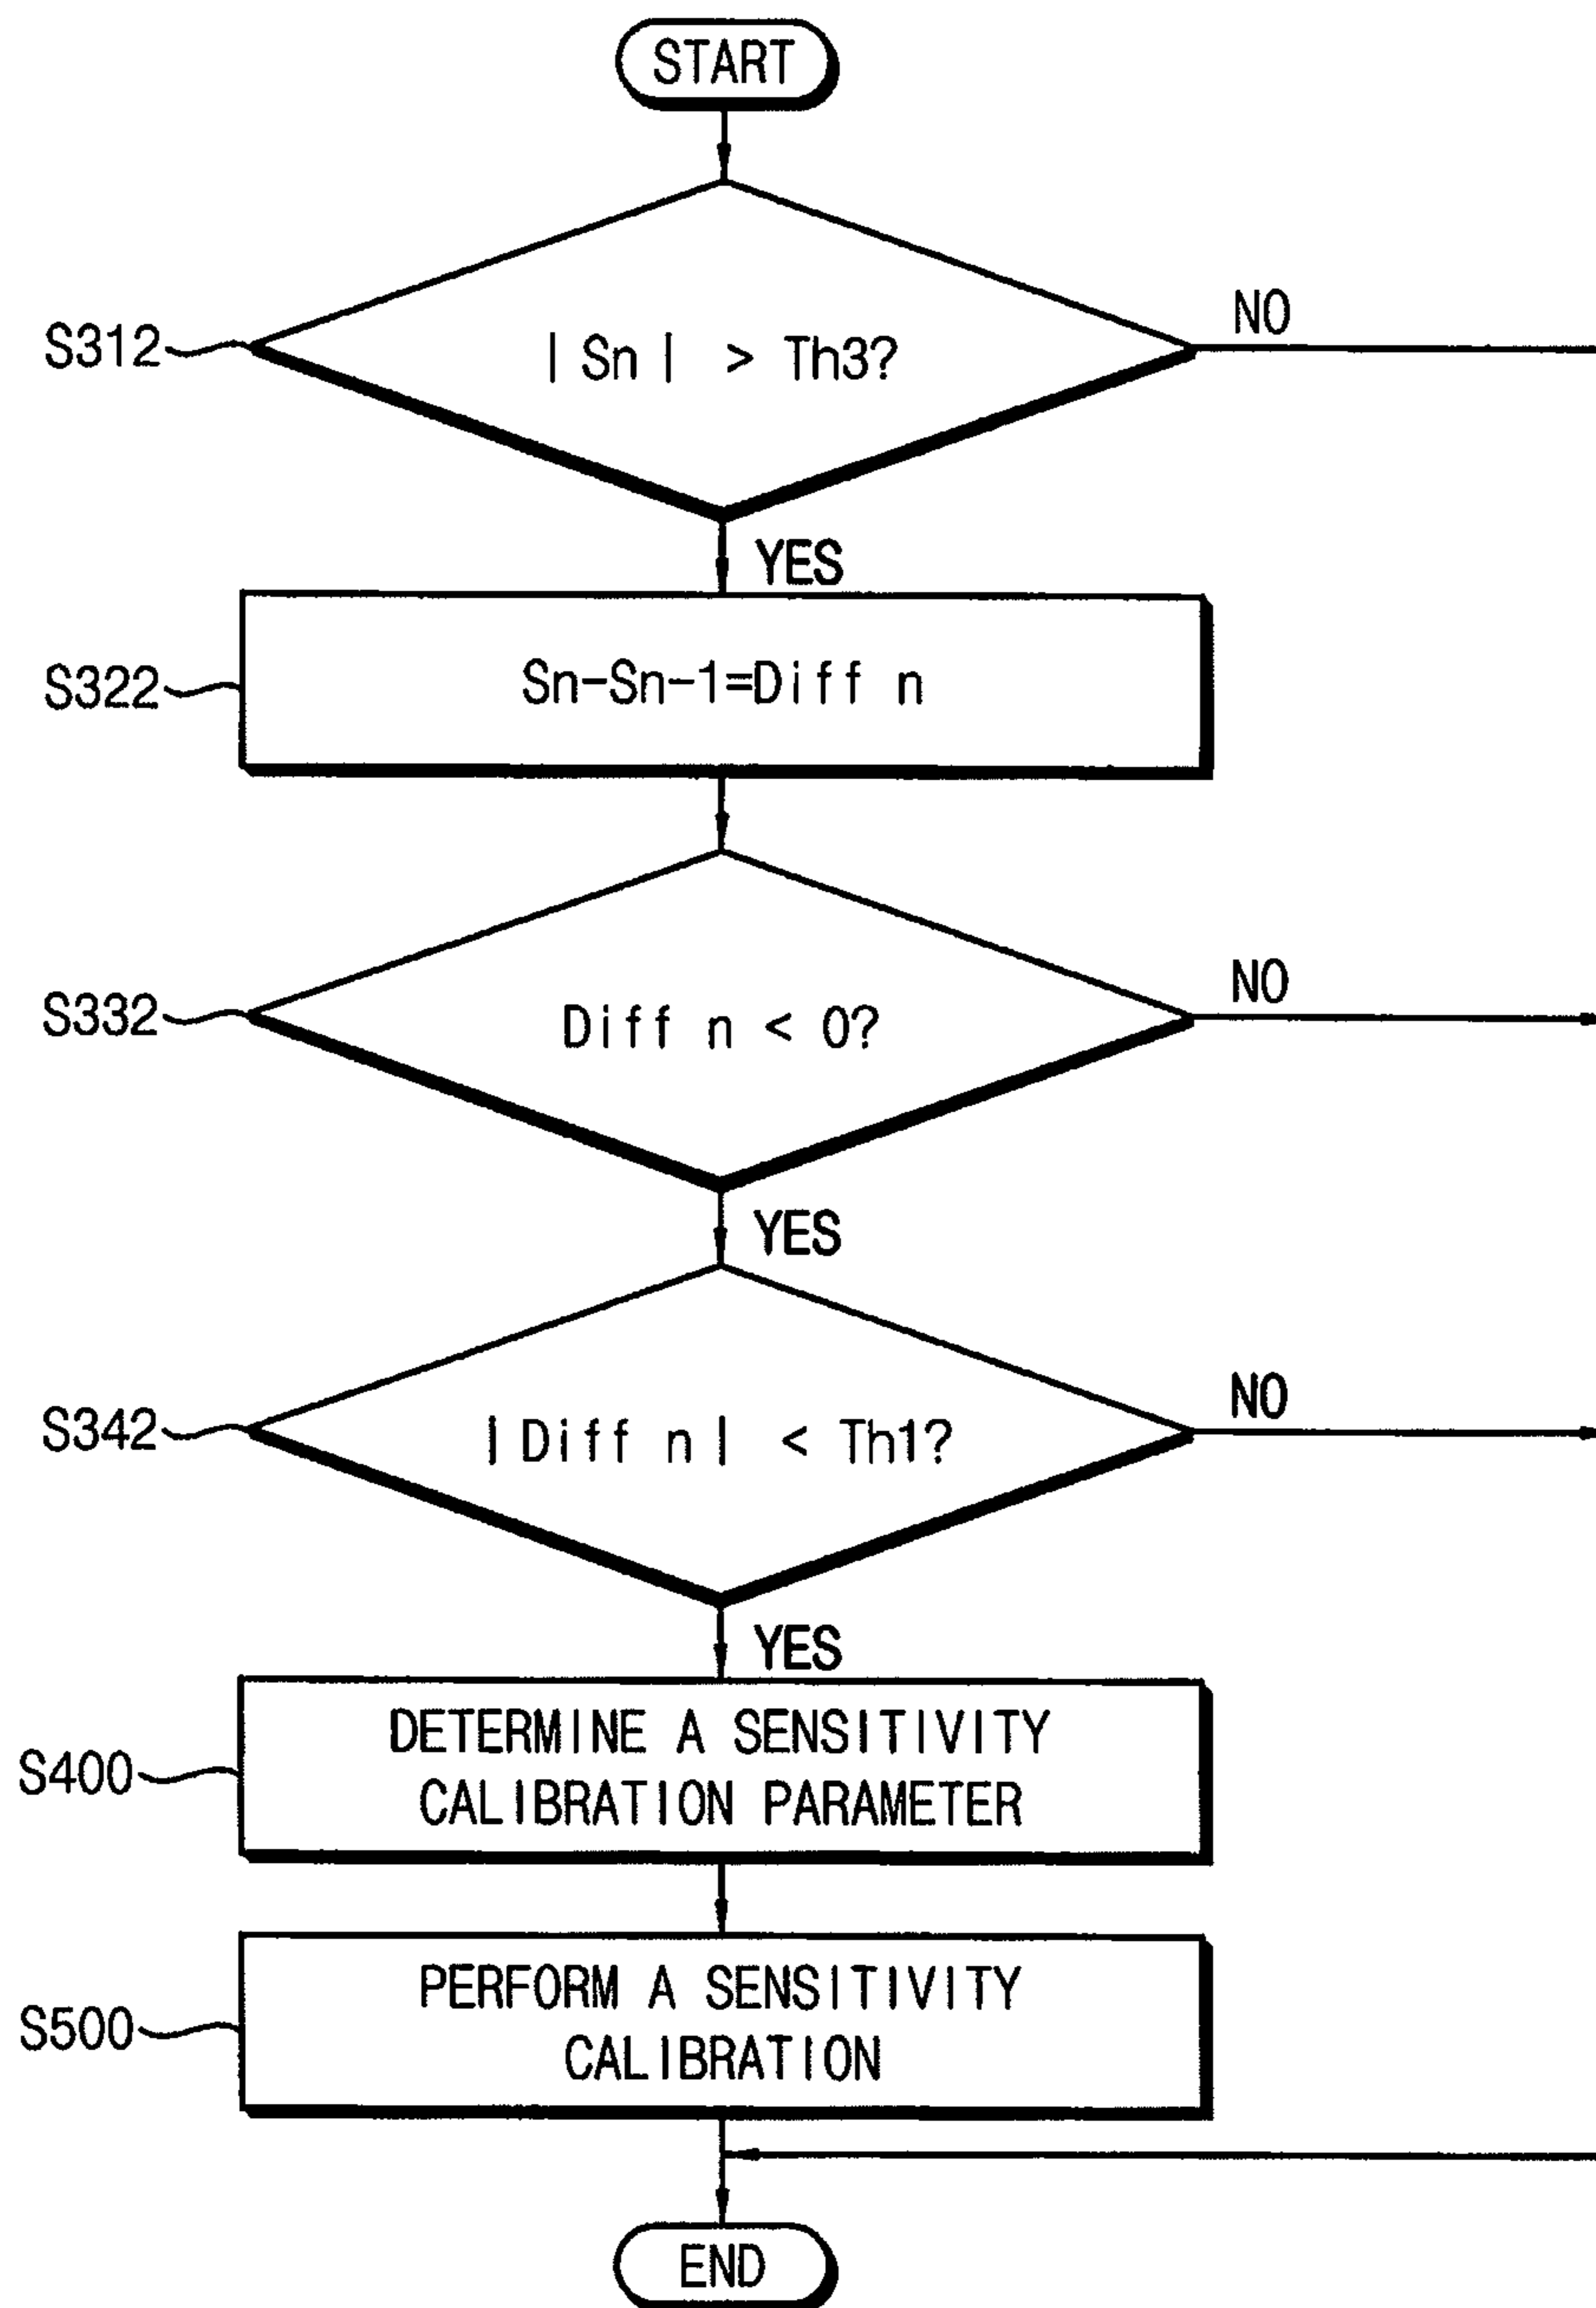 START
S312
| Sn | > Th3?
NO
YES
S322
Sn-Sn-1=Diff n
S332
Diff n < 0?
NO
YES
S342
| Diff n | < Th1?
NO
YES
S400
DETERMINE A SENSITIVITY
CALIBRATION PARAMETER
S500
PERFORM A SENSITIVITY
CALIBRATION
END